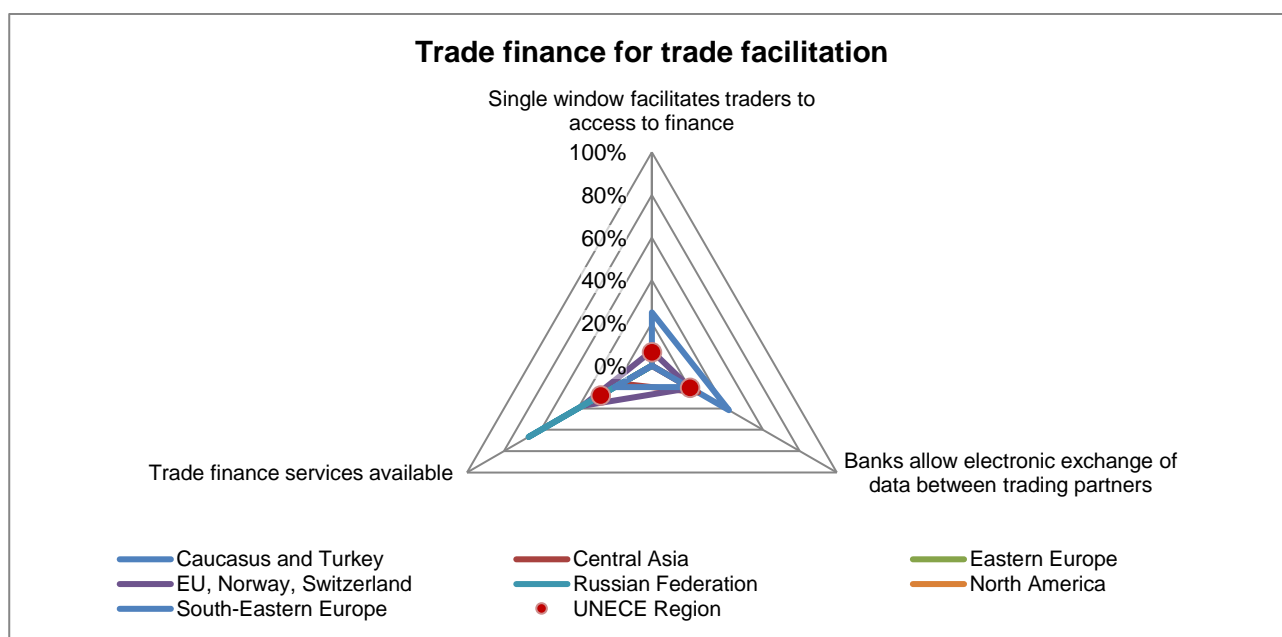 Trade finance for trade facilitation
Single window facilitates traders to
access to finance
100%
80%
60%
40%
20%
0%
Trade finance services available
Banks allow electronic exchange of
data between trading partners
Caucasus and Turkey
Central Asia
Eastern Europe
EU, Norway, Switzerland
Russian Federation
North America
South-Eastern Europe
UNECE Region